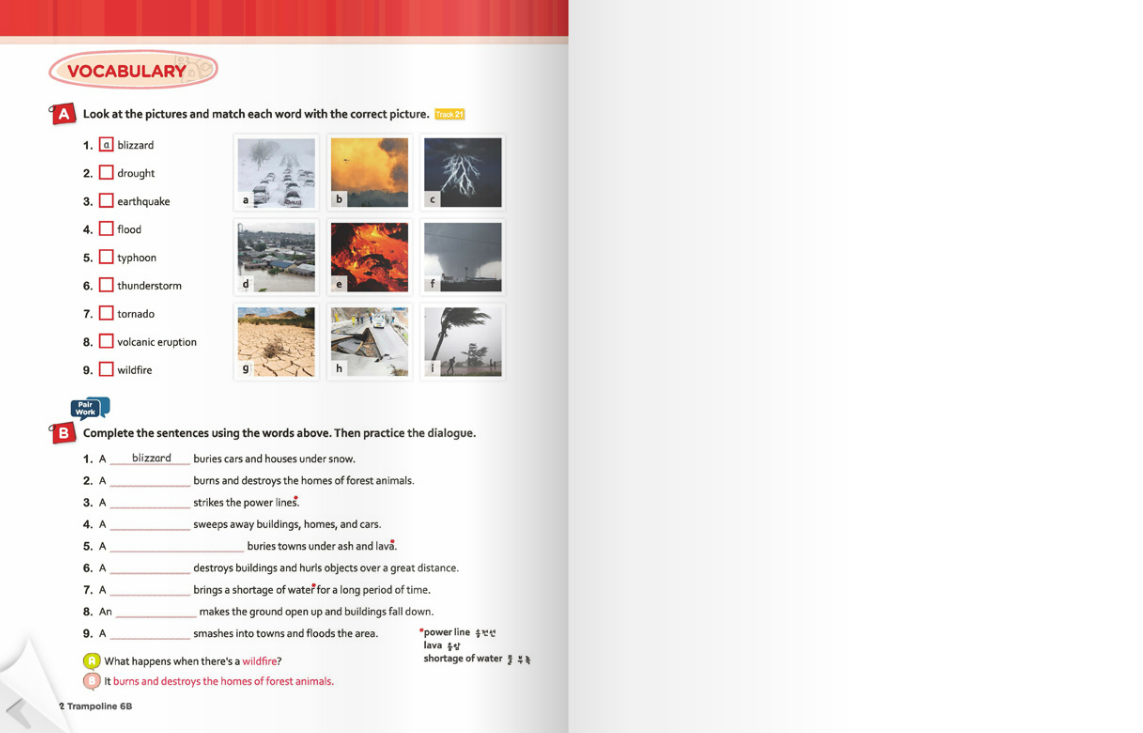 VOCABULARY
A Look at the pictures and match each word with the correct picture. Track 21
1. a blizzard
2. drought
3. earthquake
4. flood
5. typhoon
6. thunderstorm
7. tornado
8. volcanic eruption
9. wildfire
a
b
c
d
e
f
g
h
i
Pair
Work
B Complete the sentences using the words above. Then practice the dialogue.
1. A blizzard buries cars and houses under snow.
2. A ____ burns and destroys the homes of forest animals.
3. A ____ strikes the power lines*.
4. A ____ sweeps away buildings, homes, and cars.
5. A ____ buries towns under ash and lava*.
6. A ____ destroys buildings and hurls objects over a great distance.
7. A ____ brings a shortage of water* for a long period of time.
8. An ____ makes the ground open up and buildings fall down.
9. A ____ smashes into towns and floods the area.
*power line 송전선
lava 용암
shortage of water 물 부족
A What happens when there's a wildfire?
B It burns and destroys the homes of forest animals.
2 Trampoline 6B